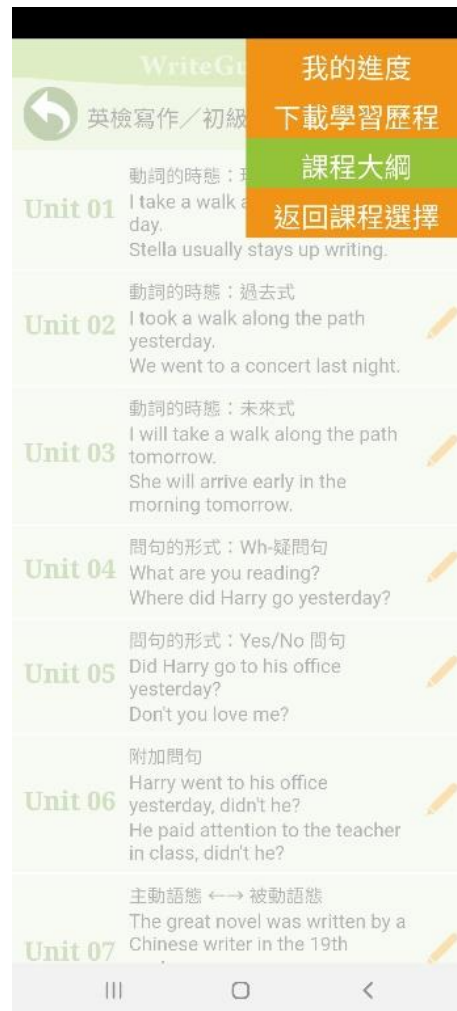 WriteG
我的進度
下載學習歷程
課程大綱
返回課程選擇
英檢寫作／初級
Unit 01
動詞的時態：
I take a walk a
day.
Stella usually stays up writing.
Unit 02
動詞的時態：過去式
I took a walk along the path
yesterday.
We went to a concert last night.
Unit 03
動詞的時態：未來式
I will take a walk along the path
tomorrow.
She will arrive early in the
morning tomorrow.
Unit 04
問句的形式：Wh-疑問句
What are you reading?
Where did Harry go yesterday?
Unit 05
問句的形式：Yes/No 問句
Did Harry go to his office
yesterday?
Don't you love me?
Unit 06
附加問句
Harry went to his office
yesterday, didn't he?
He paid attention to the teacher
in class, didn't he?
Unit 07
主動語態 ←→ 被動語態
The great novel was written by a
Chinese writer in the 19th